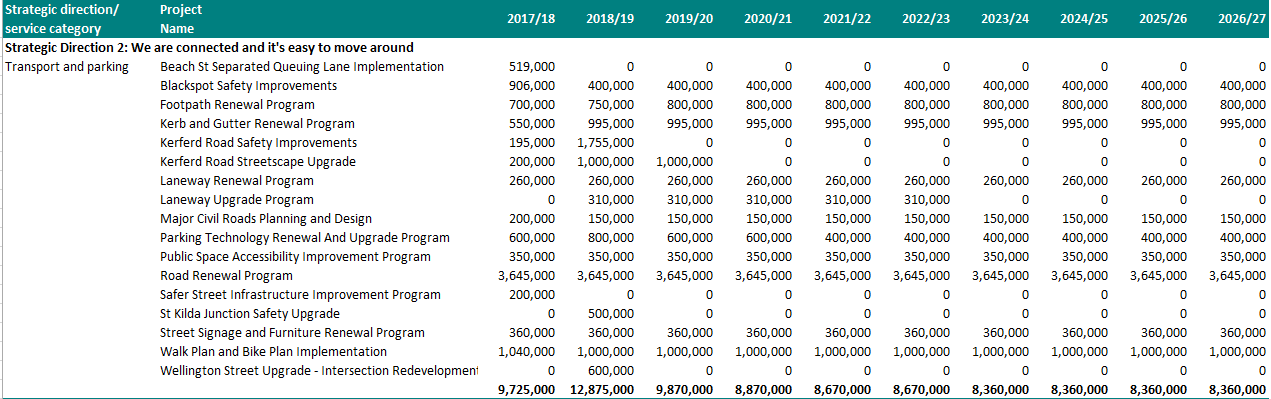 Strategic direction/ service category Project Name 2017/18 2018/19 2019/20 2020/21 2021/22 2022/23 2023/24 2024/25 2025/26 2026/27
Strategic Direction 2: We are connected and it's easy to move around
Transport and parking Beach St Separated Queuing Lane Implementation 519,000 0 0 0 0 0 0 0 0 0
Blackspot Safety Improvements 906,000 400,000 400,000 400,000 400,000 400,000 400,000 400,000 400,000 400,000
Footpath Renewal Program 700,000 750,000 800,000 800,000 800,000 800,000 800,000 800,000 800,000 800,000
Kerb and Gutter Renewal Program 550,000 995,000 995,000 995,000 995,000 995,000 995,000 995,000 995,000 995,000
Kerferd Road Safety Improvements 195,000 1,755,000 0 0 0 0 0 0 0 0
Kerferd Road Streetscape Upgrade 200,000 1,000,000 1,000,000 0 0 0 0 0 0 0
Laneway Renewal Program 260,000 260,000 260,000 260,000 260,000 260,000 260,000 260,000 260,000 260,000
Laneway Upgrade Program 0 310,000 310,000 310,000 310,000 310,000 0 0 0 0
Major Civil Roads Planning and Design 200,000 150,000 150,000 150,000 150,000 150,000 150,000 150,000 150,000 150,000
Parking Technology Renewal And Upgrade Program 600,000 800,000 600,000 600,000 400,000 400,000 400,000 400,000 400,000 400,000
Public Space Accessibility Improvement Program 350,000 350,000 350,000 350,000 350,000 350,000 350,000 350,000 350,000 350,000
Road Renewal Program 3,645,000 3,645,000 3,645,000 3,645,000 3,645,000 3,645,000 3,645,000 3,645,000 3,645,000 3,645,000
Safer Street Infrastructure Improvement Program 200,000 0 0 0 0 0 0 0 0 0
St Kilda Junction Safety Upgrade 0 500,000 0 0 0 0 0 0 0 0
Street Signage and Furniture Renewal Program 360,000 360,000 360,000 360,000 360,000 360,000 360,000 360,000 360,000 360,000
Walk Plan and Bike Plan Implementation 1,040,000 1,000,000 1,000,000 1,000,000 1,000,000 1,000,000 1,000,000 1,000,000 1,000,000 1,000,000
Wellington Street Upgrade - Intersection Redevelopment 0 600,000 0 0 0 0 0 0 0 0
9,725,000 12,875,000 9,870,000 8,870,000 8,670,000 8,670,000 8,360,000 8,360,000 8,360,000 8,360,000